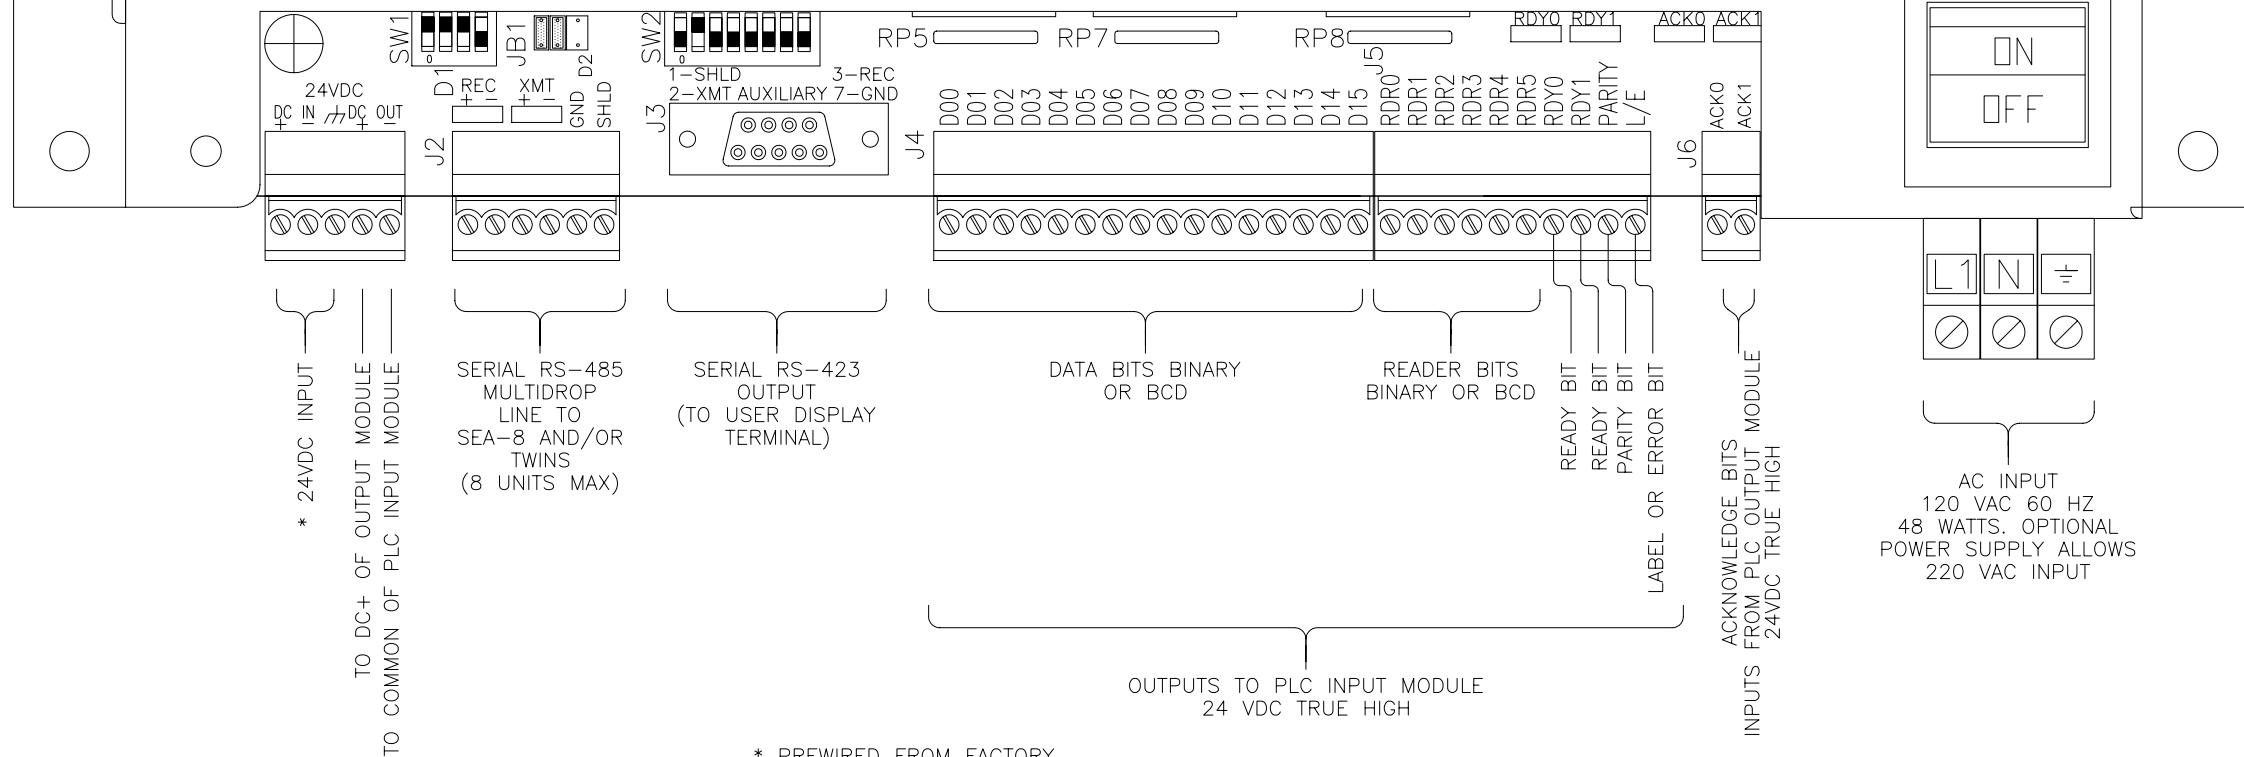 SW1
JB1
SW2
RP5
RP7
RP8
RDY0
RDY1
ACK0
ACK1
ON
OFF
D1
D2
J5
24VDC
DC IN
DC OUT
+
−
+
−
REC
+ −
XMT
+ −
GND
SHLD
1−SHLD
3−REC
2−XMT AUXILIARY 7−GND
J2
J3
J4
D00
D01
D02
D03
D04
D05
D06
D07
D08
D09
D10
D11
D12
D13
D14
D15
RDR0
RDR1
RDR2
RDR3
RDR4
RDR5
RDY0
RDY1
PARITY
L/E
J6
ACK0
ACK1
L1
N
* 24VDC INPUT
TO DC+ OF OUTPUT MODULE
TO COMMON OF PLC INPUT MODULE
SERIAL RS−485
MULTIDROP
LINE TO
SEA−8 AND/OR
TWINS
(8 UNITS MAX)
SERIAL RS−423
OUTPUT
(TO USER DISPLAY
TERMINAL)
DATA BITS BINARY
OR BCD
READER BITS
BINARY OR BCD
READY BIT
READY BIT
PARITY BIT
LABEL OR ERROR BIT
ACKNOWLEDGE BITS
INPUTS FROM PLC OUTPUT MODULE
24VDC TRUE HIGH
AC INPUT
120 VAC 60 HZ
48 WATTS. OPTIONAL
POWER SUPPLY ALLOWS
220 VAC INPUT
OUTPUTS TO PLC INPUT MODULE
24 VDC TRUE HIGH
* PREWIRED FROM FACTORY